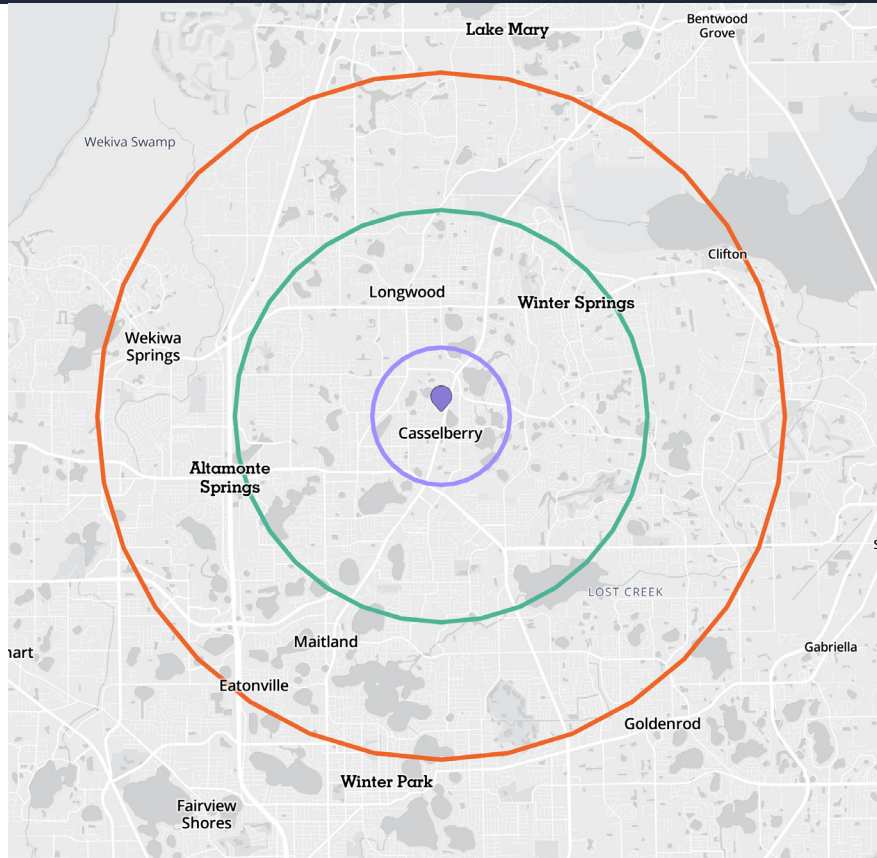 Lake Mary
Bentwood
Grove
Wekiva Swamp
Clifton
Longwood
Winter Springs
Wekiwa
Springs
Casselberry
Altamonte
Springs
LOST CREEK
Maitland
Gabriella
Eatonville
Goldenrod
Winter Park
Fairview
Shores